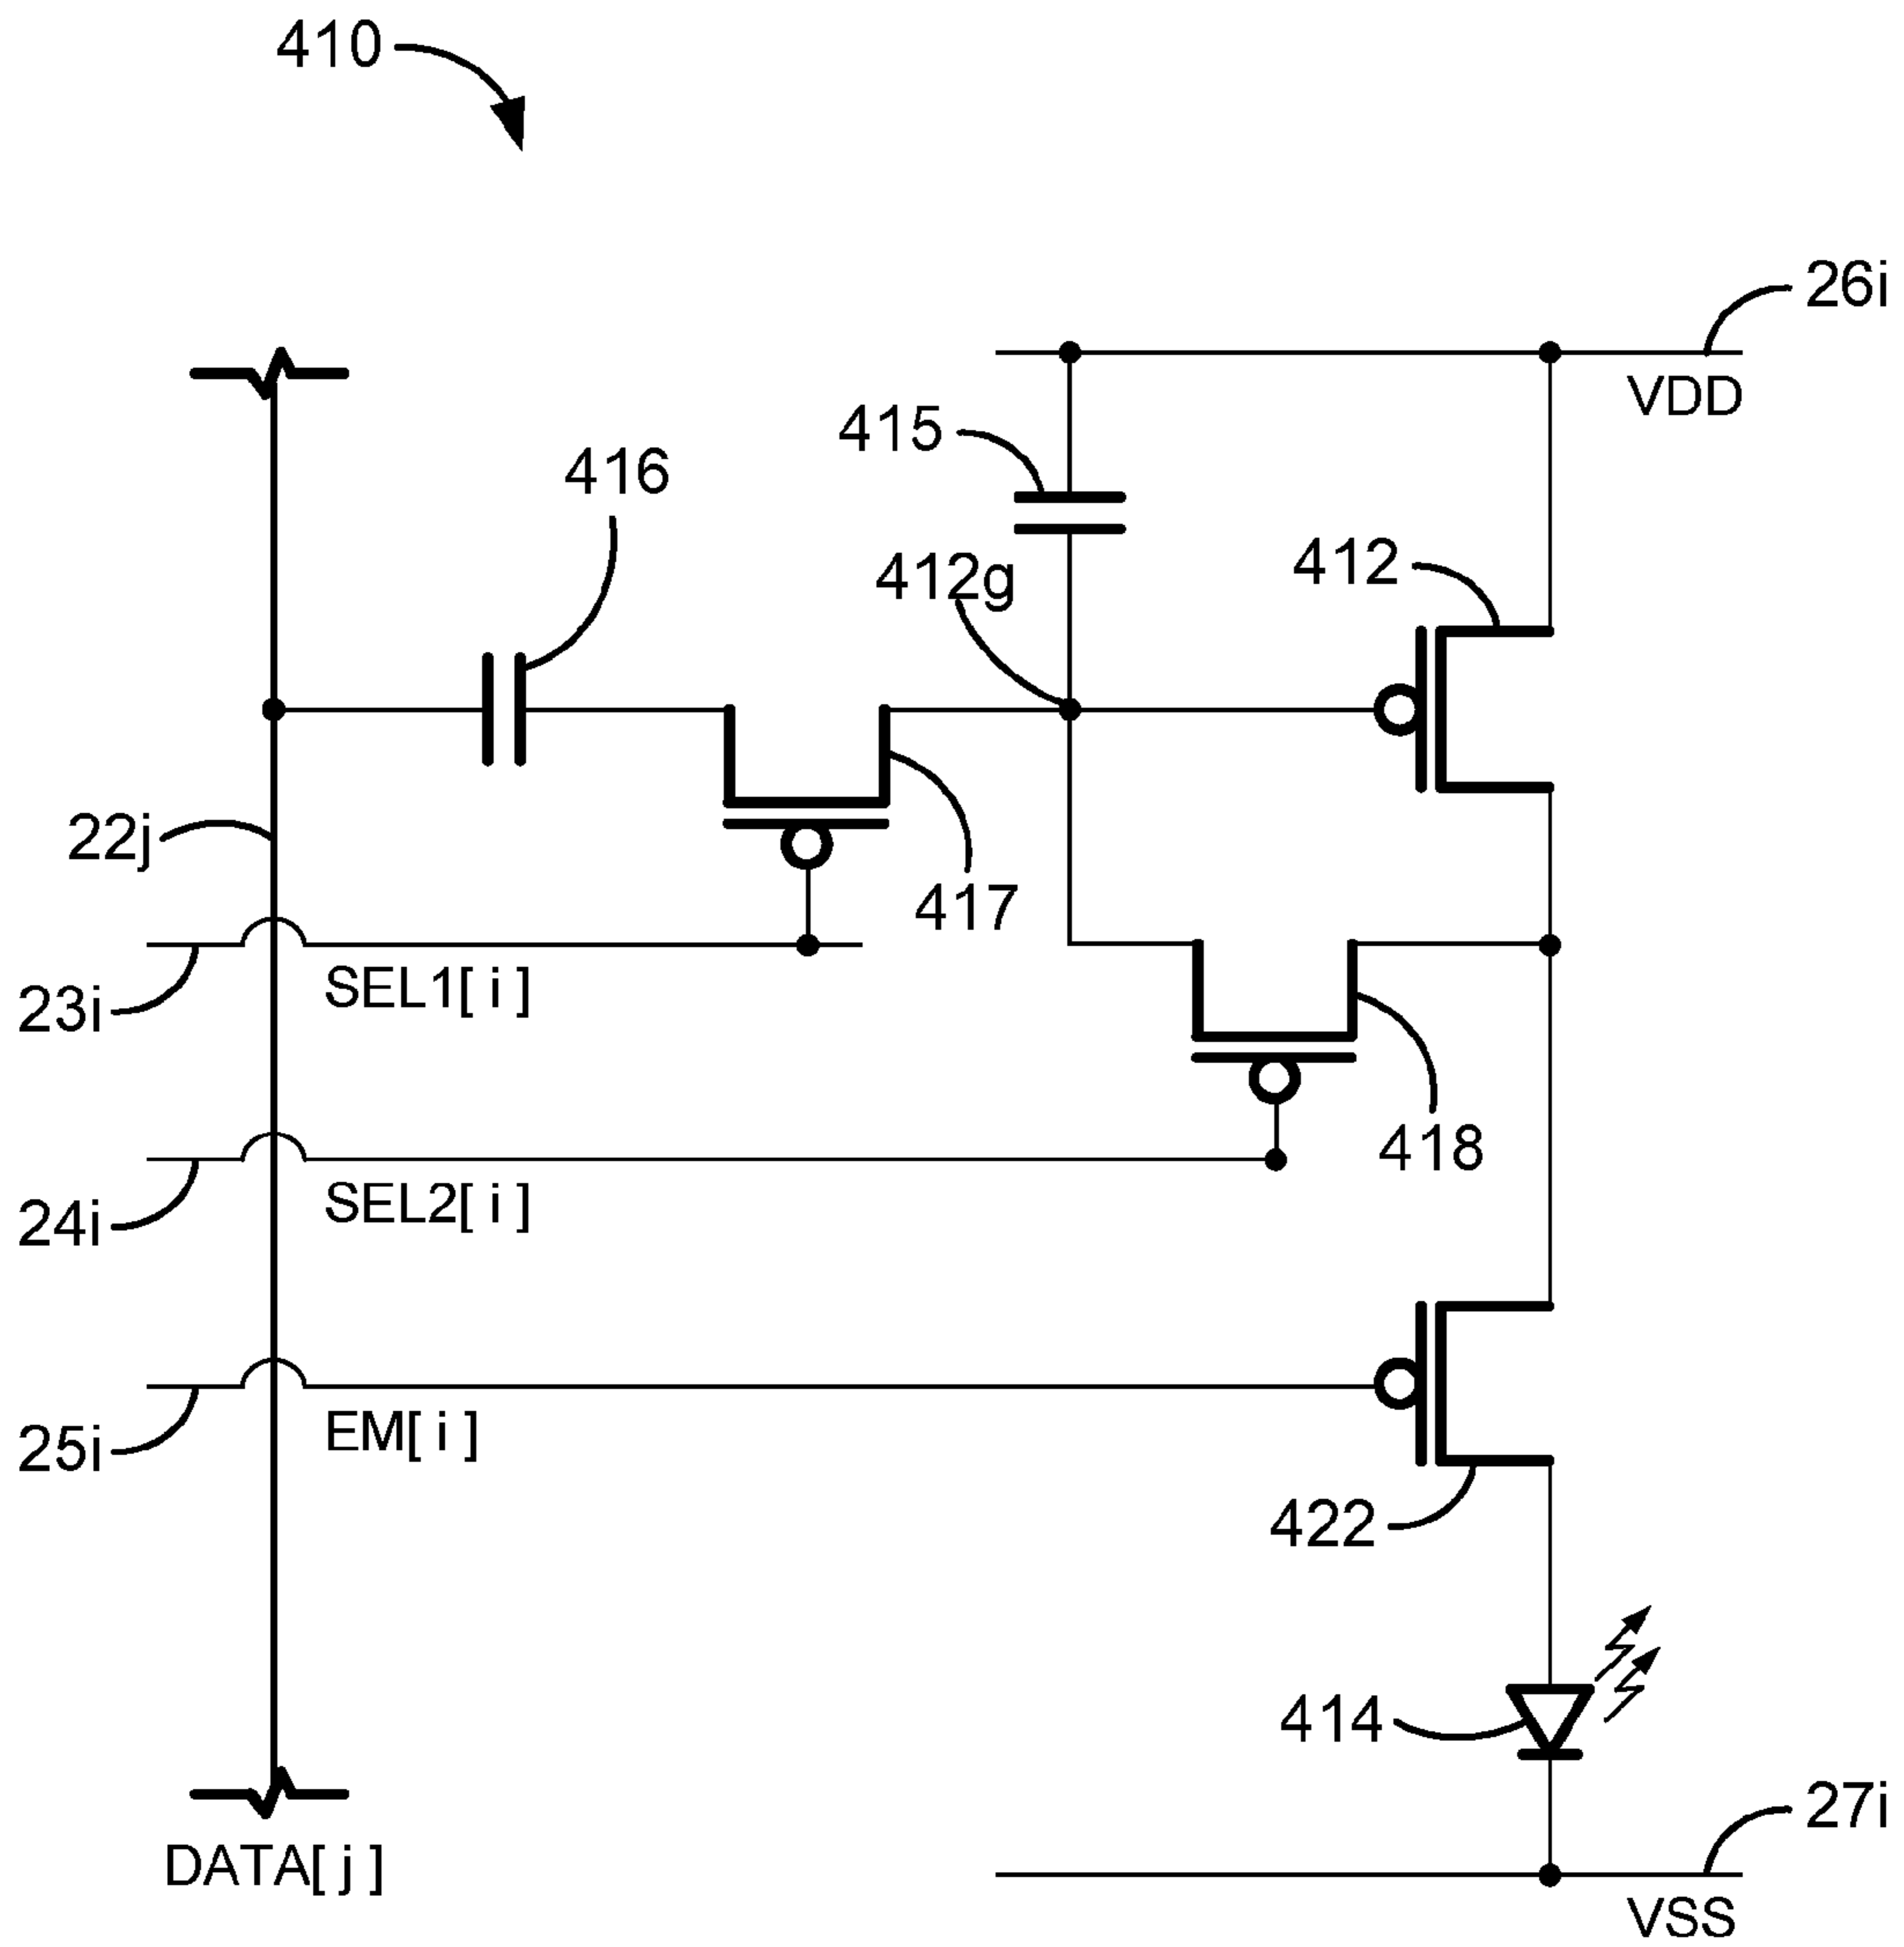 410
26i
VDD
415
416
412
412g
22j
417
SEL1[ i ]
23i
418
SEL2[ i ]
24i
EM[ i ]
25i
422
414
27i
DATA[ j ]
VSS